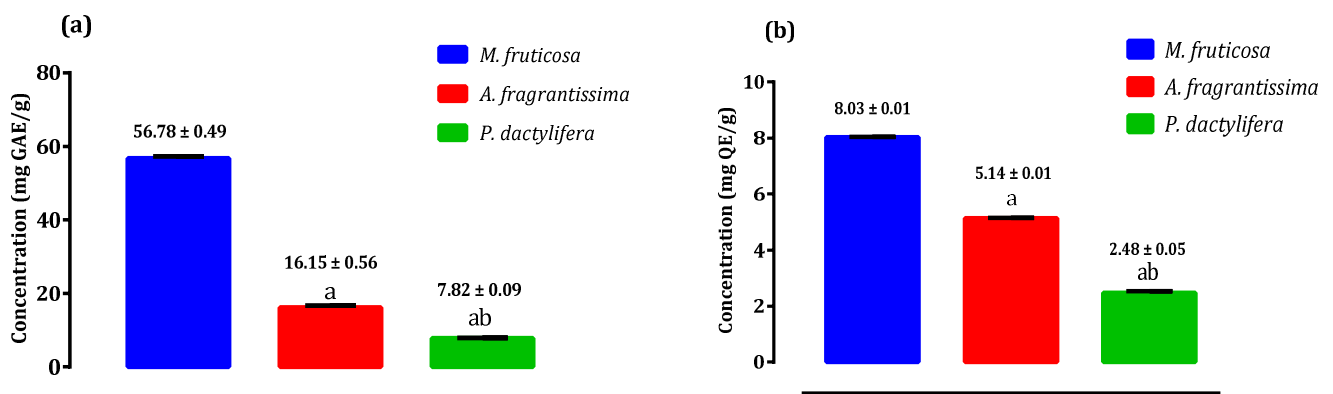 (a)
M. fruticosa
A. fragrantissima
P. dactylifera
Concentration (mg GAE/g)
80
60
40
20
0
56.78 ± 0.49
16.15 ± 0.56
a
7.82 ± 0.09
ab
(b)
M. fruticosa
A. fragrantissima
P. dactylifera
Concentration (mg QE/g)
10
8
6
4
2
0
8.03 ± 0.01
5.14 ± 0.01
a
2.48 ± 0.05
ab